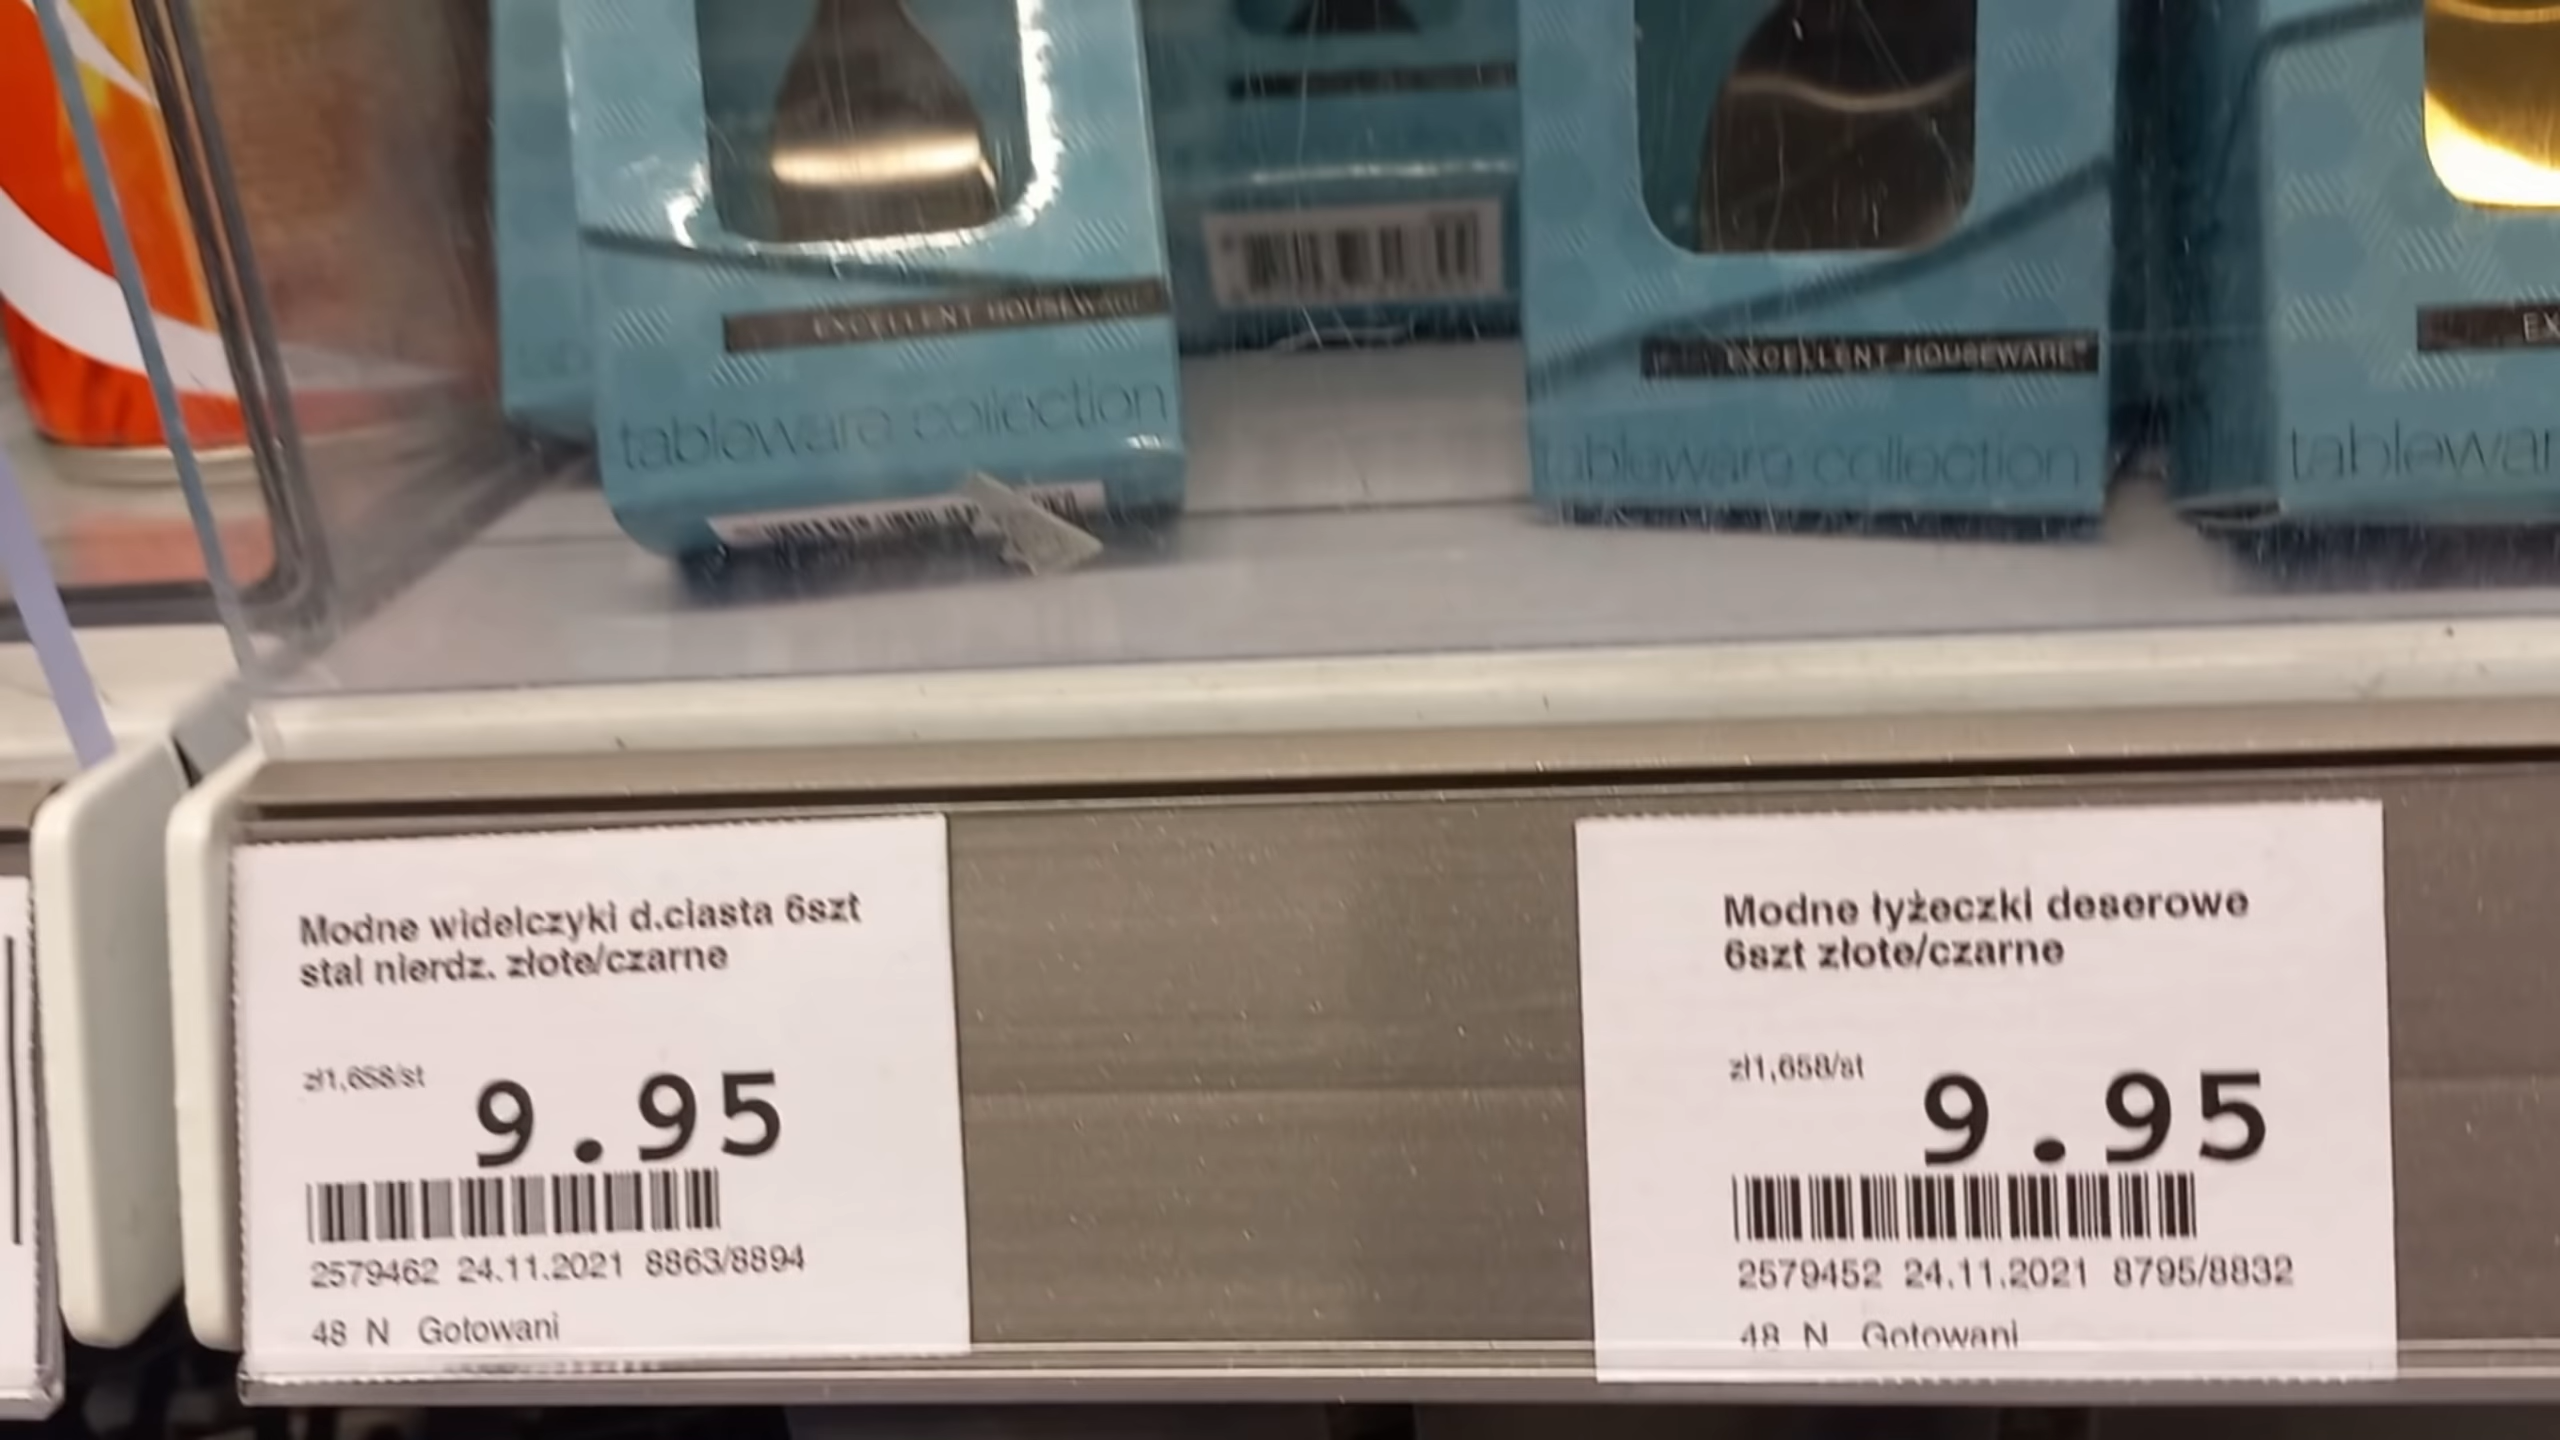 EXCELLENT HOUSEWARE
tableware collection
EXCELLENT HOUSEWARE
tableware collection
EX
tablewar
Modne widelczyki d.ciasta 6szt
stal nierdz. złote/czarne
zł1,658/st
9.95
2579462 24.11.2021 8863/8894
48 N Gotowani
Modne łyżeczki deserowe
6szt złote/czarne
zł1,658/st
9.95
2579452 24.11.2021 8795/8832
48 N Gotowani